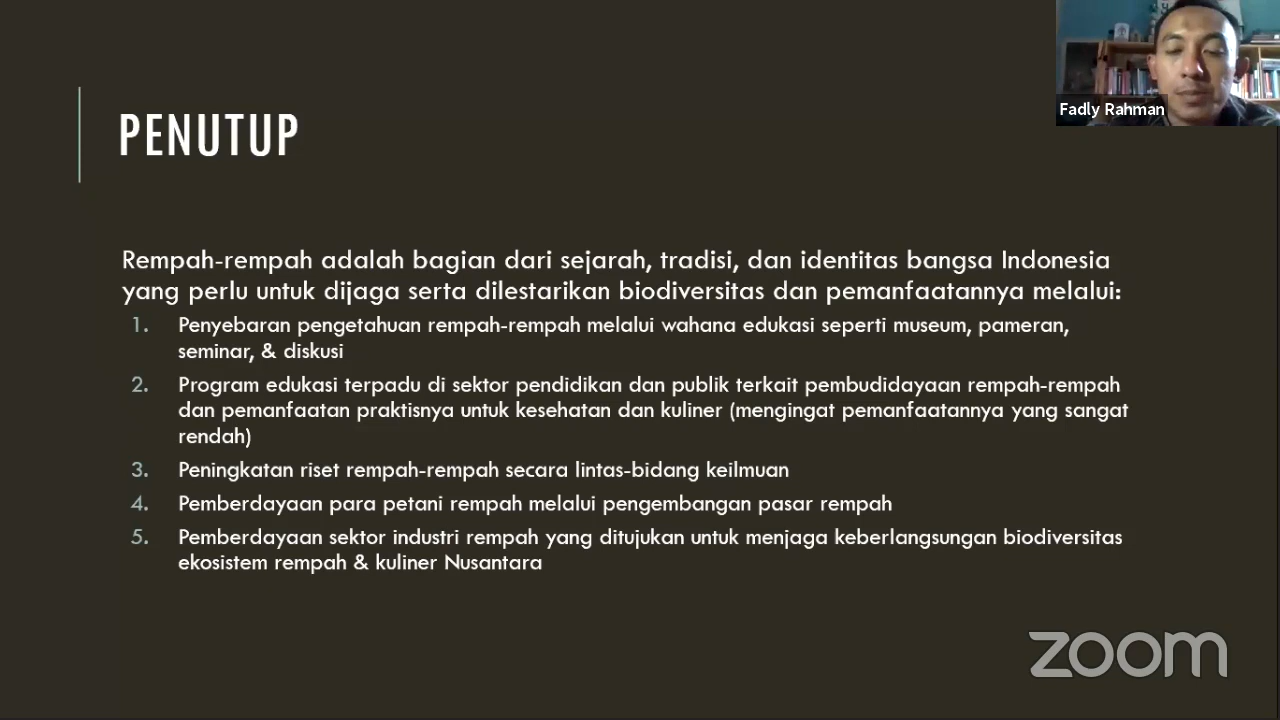 Fadly Rahman
PENUTUP
Rempah-rempah adalah bagian dari sejarah, tradisi, dan identitas bangsa Indonesia
yang perlu untuk dijaga serta dilestarikan biodiversitas dan pemanfaatannya melalui:
1. Penyebaran pengetahuan rempah-rempah melalui wahana edukasi seperti museum, pameran,
seminar, & diskusi
2. Program edukasi terpadu di sektor pendidikan dan publik terkait pembudidayaan rempah-rempah
dan pemanfaatan praktisnya untuk kesehatan dan kuliner (mengingat pemanfaatannya yang sangat
rendah)
3. Peningkatan riset rempah-rempah secara lintas-bidang keilmuan
4. Pemberdayaan para petani rempah melalui pengembangan pasar rempah
5. Pemberdayaan sektor industri rempah yang ditujukan untuk menjaga keberlangsungan biodiversitas
ekosistem rempah & kuliner Nusantara
zoom